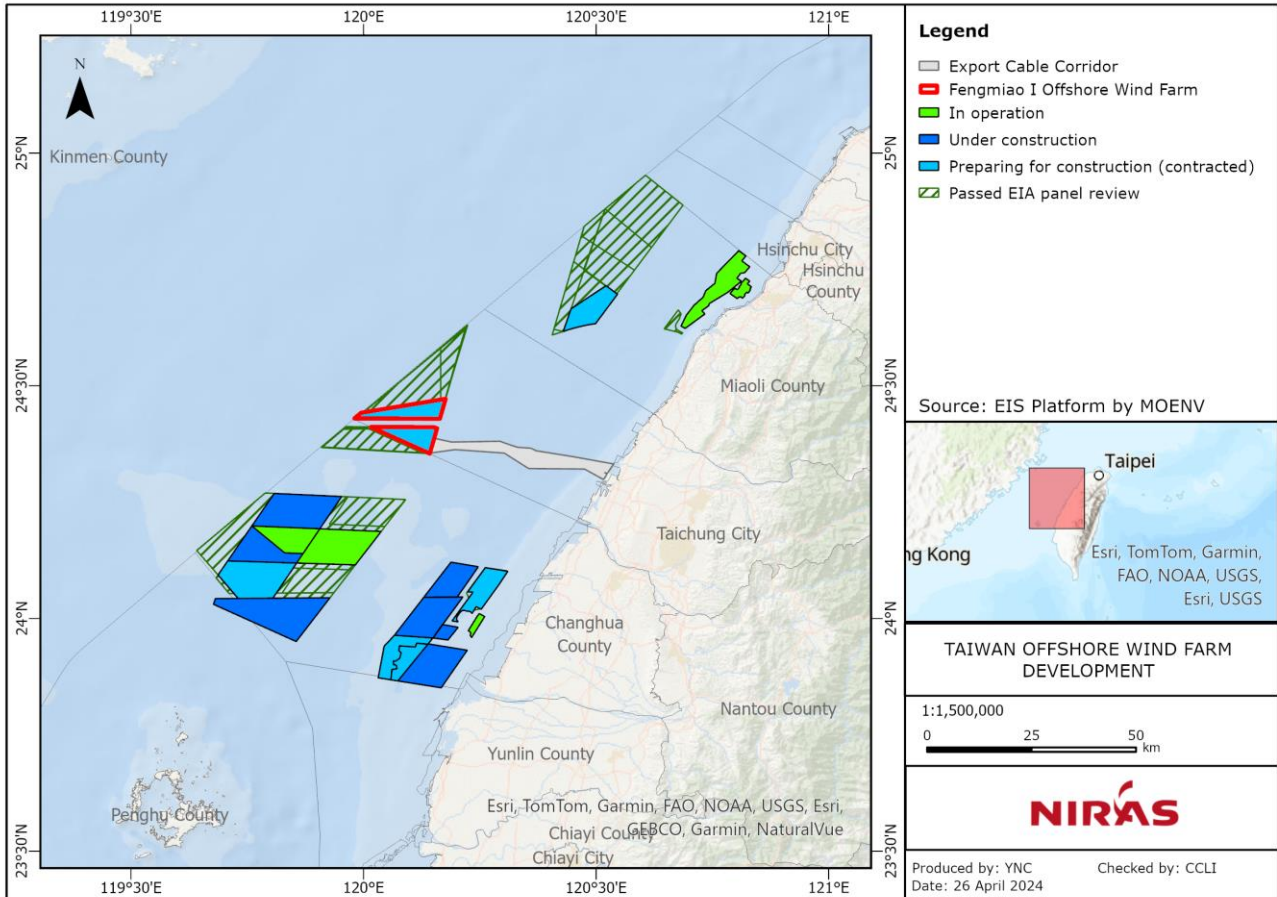 119°30'E
120°0'E
120°30'E
121°0'E
N
25°N
24°30'N
24°N
23°30'N
Kinmen County
Hsinchu City
Hsinchu
County
Miaoli County
Taichung City
Changhua
County
Nantou County
Yunlin County
Penghu County
Esri, TomTom, Garmin, FAO, NOAA, USGS, Esri,
GEBCO, Garmin, NaturalVue
Chiayi County
Chiayi City
25°N
24°30'N
24°N
23°30'N
119°30'E
120°0'E
120°30'E
121°0'E
Legend
Export Cable Corridor
Fengmiao I Offshore Wind Farm
In operation
Under construction
Preparing for construction (contracted)
Passed EIA panel review
Source: EIS Platform by MOENV
Taipei
ng Kong
Esri, TomTom, Garmin,
FAO, NOAA, USGS,
Esri, USGS
TAIWAN OFFSHORE WIND FARM
DEVELOPMENT
1:1,500,000
0 25 50
km
NIRAS
Produced by: YNC Checked by: CCLI
Date: 26 April 2024